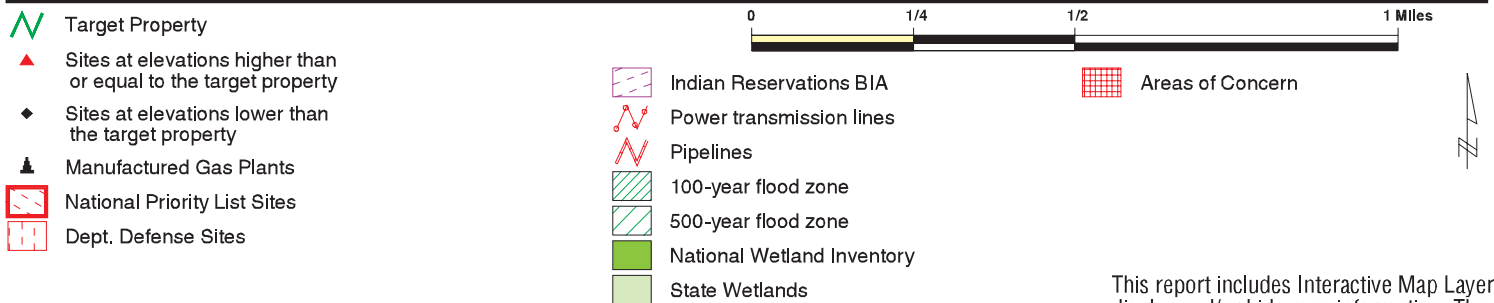 Target Property
Sites at elevations higher than
or equal to the target property
Sites at elevations lower than
the target property
Manufactured Gas Plants
National Priority List Sites
Dept. Defense Sites
0 1/4 1/2 1 Miles
Indian Reservations BIA
Power transmission lines
Pipelines
100-year flood zone
500-year flood zone
National Wetland Inventory
State Wetlands
Areas of Concern
This report includes Interactive Map Layer